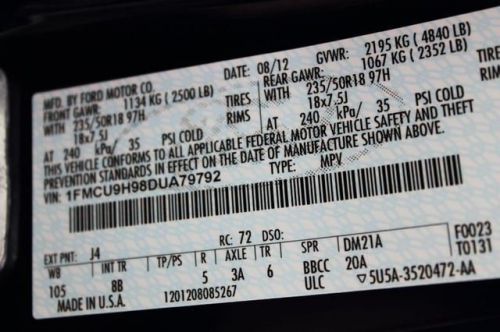 MFD. BY FORD MOTOR CO.
DATE: 08/12 GVWR: 2195 KG (4840 LB)
FRONT GAWR: 1134 KG (2500 LB) REAR GAWR: 1067 KG (2352 LB)
WITH 235/50R18 97H TIRES WITH 235/50R18 97H TIRES
18x7.5J RIMS 18x7.5J RIMS
AT 240 kPa/ 35 PSI COLD AT 240 kPa/ 35 PSI COLD
THIS VEHICLE CONFORMS TO ALL APPLICABLE FEDERAL MOTOR VEHICLE SAFETY AND THEFT
PREVENTION STANDARDS IN EFFECT ON THE DATE OF MANUFACTURE SHOWN ABOVE.
VIN: 1FMCU9H98DUA79792 TYPE: MPV
EXT PNT: J4 RC: 72 DSO:
WB INT TR TP/PS R AXLE TR SPR DM21A F0023
105 8B 5 3A 6 BBCC 20A T0131
MADE IN U.S.A. 1201208085267 ULC ▽5U5A-3520472-AA